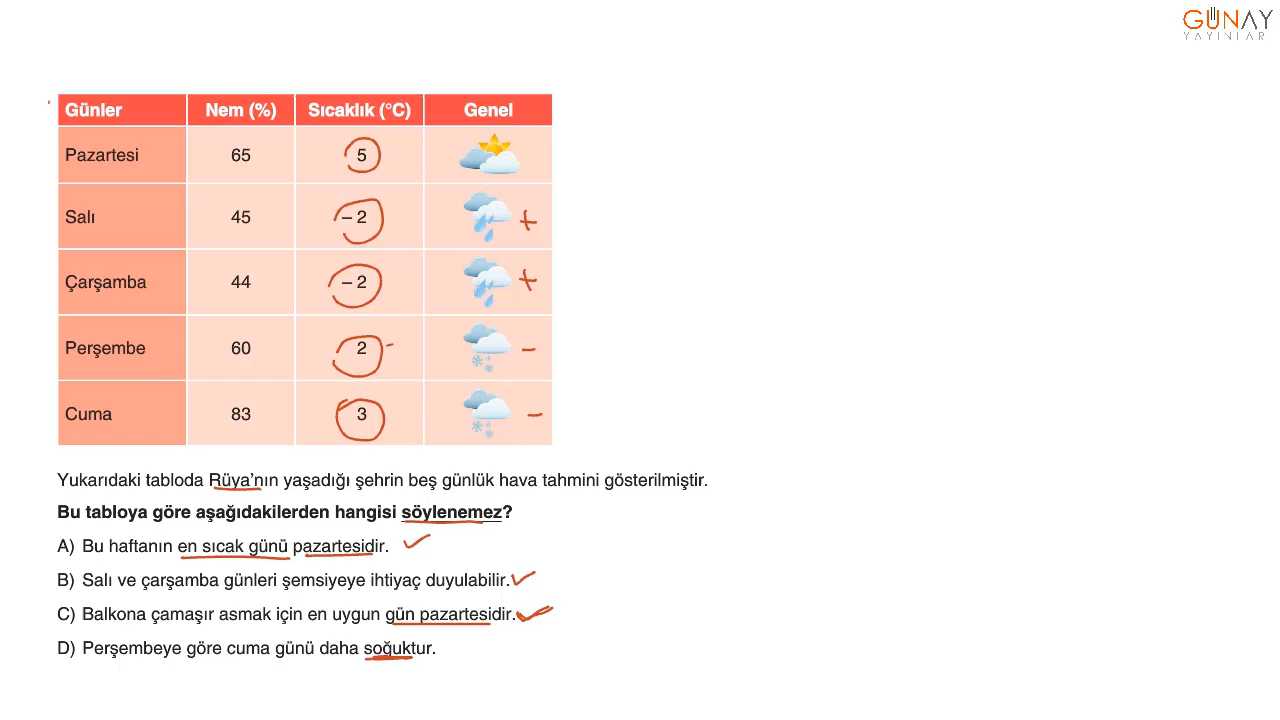 GÜNAY
YAYINLARI
Günler Nem (%) Sıcaklık (°C) Genel
Pazartesi 65 5
Salı 45 – 2 +
Çarşamba 44 – 2 +
Perşembe 60 2 -
Cuma 83 3 -
Yukarıdaki tabloda Rüya’nın yaşadığı şehrin beş günlük hava tahmini gösterilmiştir.
Bu tabloya göre aşağıdakilerden hangisi söylenemez?
A) Bu haftanın en sıcak günü pazartesidir.
B) Salı ve çarşamba günleri şemsiyeye ihtiyaç duyulabilir.
C) Balkona çamaşır asmak için en uygun gün pazartesidir.
D) Perşembeye göre cuma günü daha soğuktur.